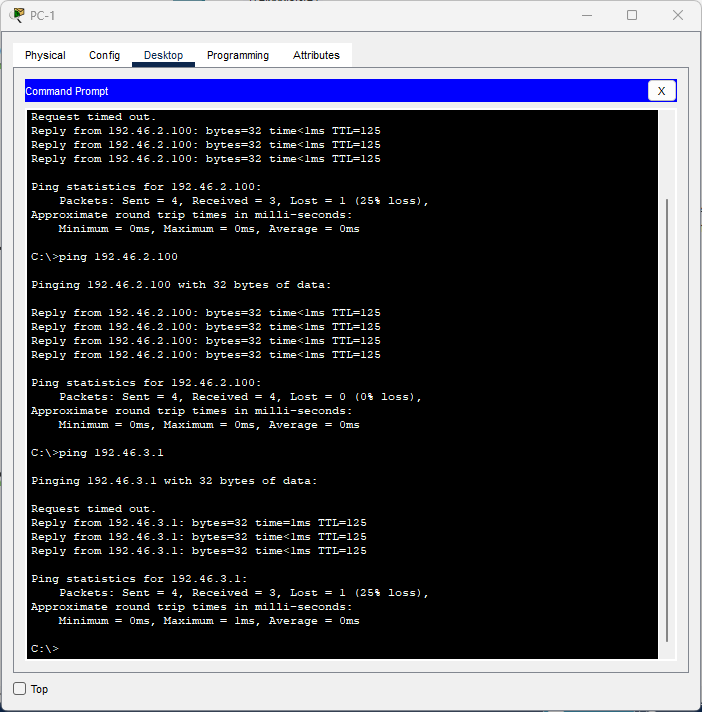 PC-1
Physical Config Desktop Programming Attributes
Command Prompt
X
Request timed out.
Reply from 192.46.2.100: bytes=32 time<1ms TTL=125
Reply from 192.46.2.100: bytes=32 time<1ms TTL=125
Reply from 192.46.2.100: bytes=32 time<1ms TTL=125
Ping statistics for 192.46.2.100:
Packets: Sent = 4, Received = 3, Lost = 1 (25% loss),
Approximate round trip times in milli-seconds:
Minimum = 0ms, Maximum = 0ms, Average = 0ms
C:\>ping 192.46.2.100
Pinging 192.46.2.100 with 32 bytes of data:
Reply from 192.46.2.100: bytes=32 time<1ms TTL=125
Reply from 192.46.2.100: bytes=32 time<1ms TTL=125
Reply from 192.46.2.100: bytes=32 time<1ms TTL=125
Reply from 192.46.2.100: bytes=32 time<1ms TTL=125
Ping statistics for 192.46.2.100:
Packets: Sent = 4, Received = 4, Lost = 0 (0% loss),
Approximate round trip times in milli-seconds:
Minimum = 0ms, Maximum = 0ms, Average = 0ms
C:\>ping 192.46.3.1
Pinging 192.46.3.1 with 32 bytes of data:
Request timed out.
Reply from 192.46.3.1: bytes=32 time=1ms TTL=125
Reply from 192.46.3.1: bytes=32 time<1ms TTL=125
Reply from 192.46.3.1: bytes=32 time<1ms TTL=125
Ping statistics for 192.46.3.1:
Packets: Sent = 4, Received = 3, Lost = 1 (25% loss),
Approximate round trip times in milli-seconds:
Minimum = 0ms, Maximum = 1ms, Average = 0ms
C:\>
Top